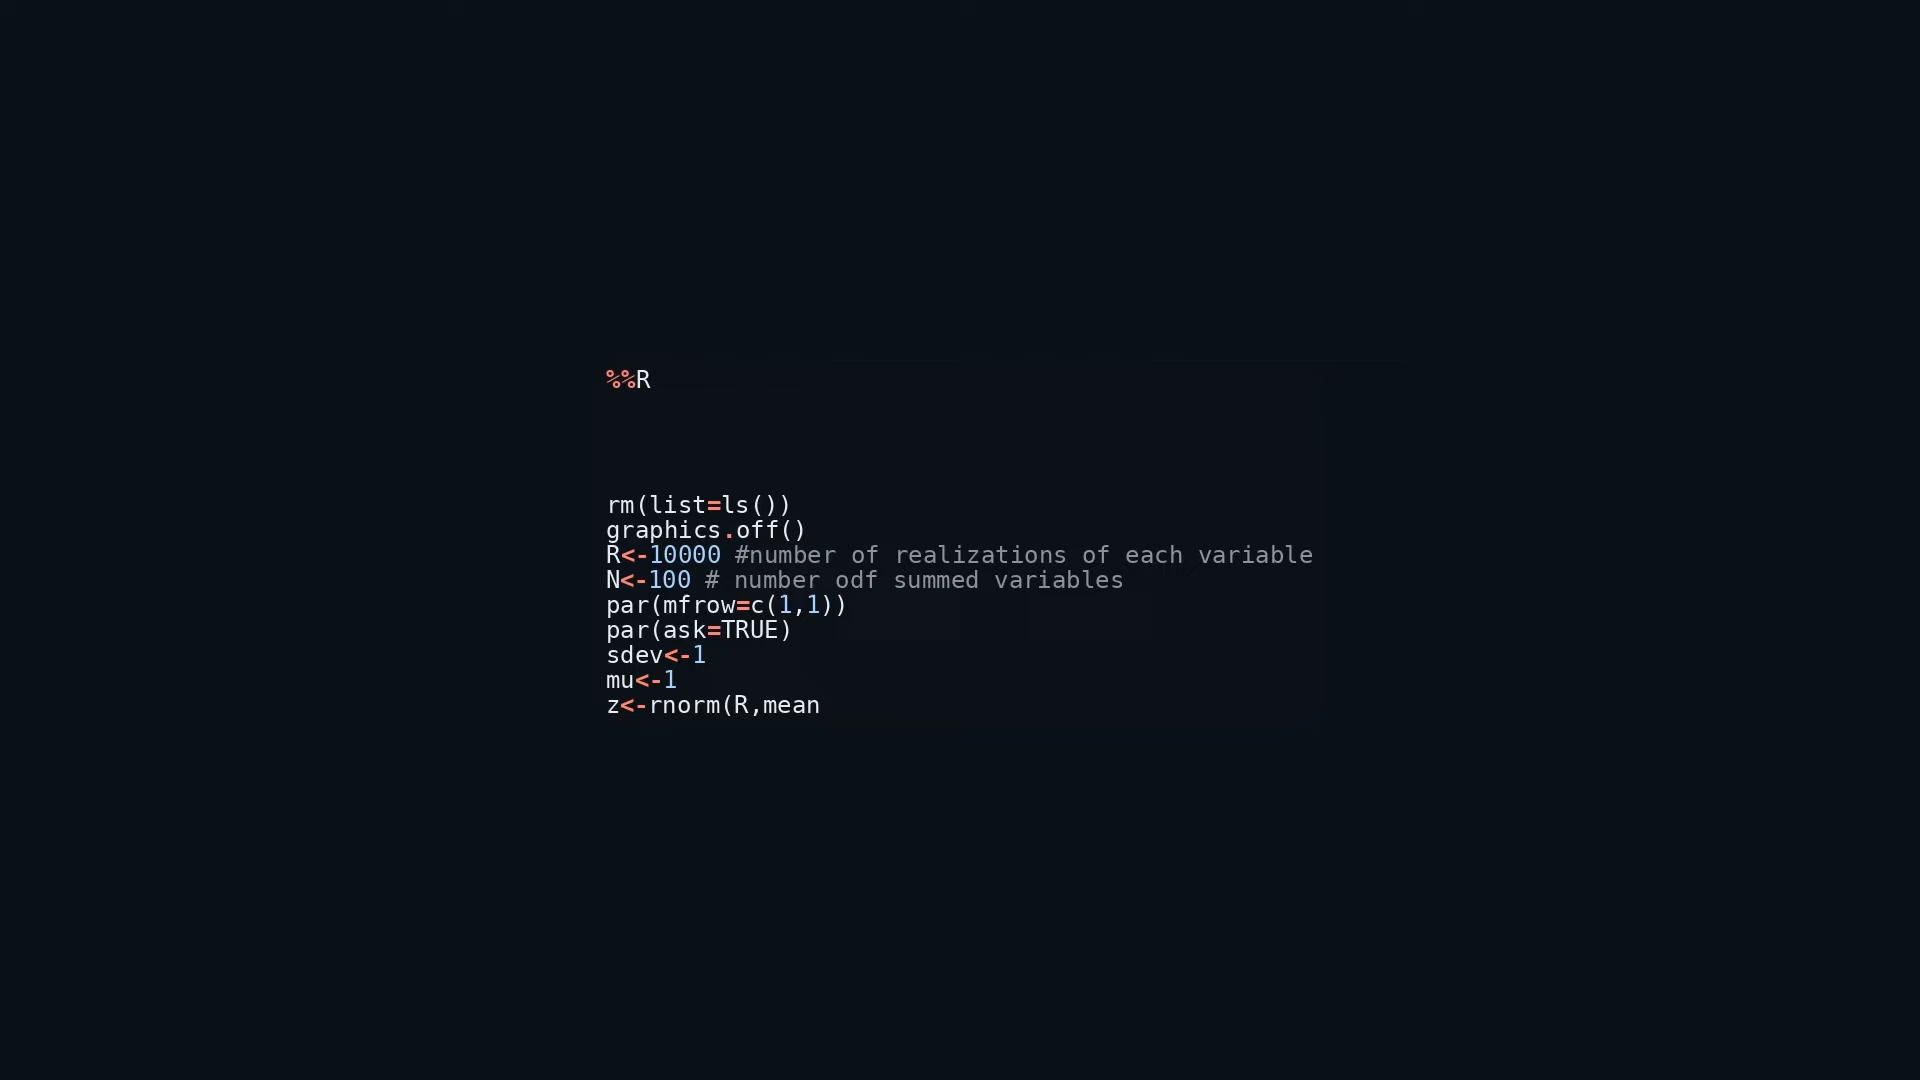 %%R
rm(list=ls())
graphics.off()
R<-10000 #number of realizations of each variable
N<-100 # number odf summed variables
par(mfrow=c(1,1))
par(ask=TRUE)
sdev<-1
mu<-1
z<-rnorm(R,mean